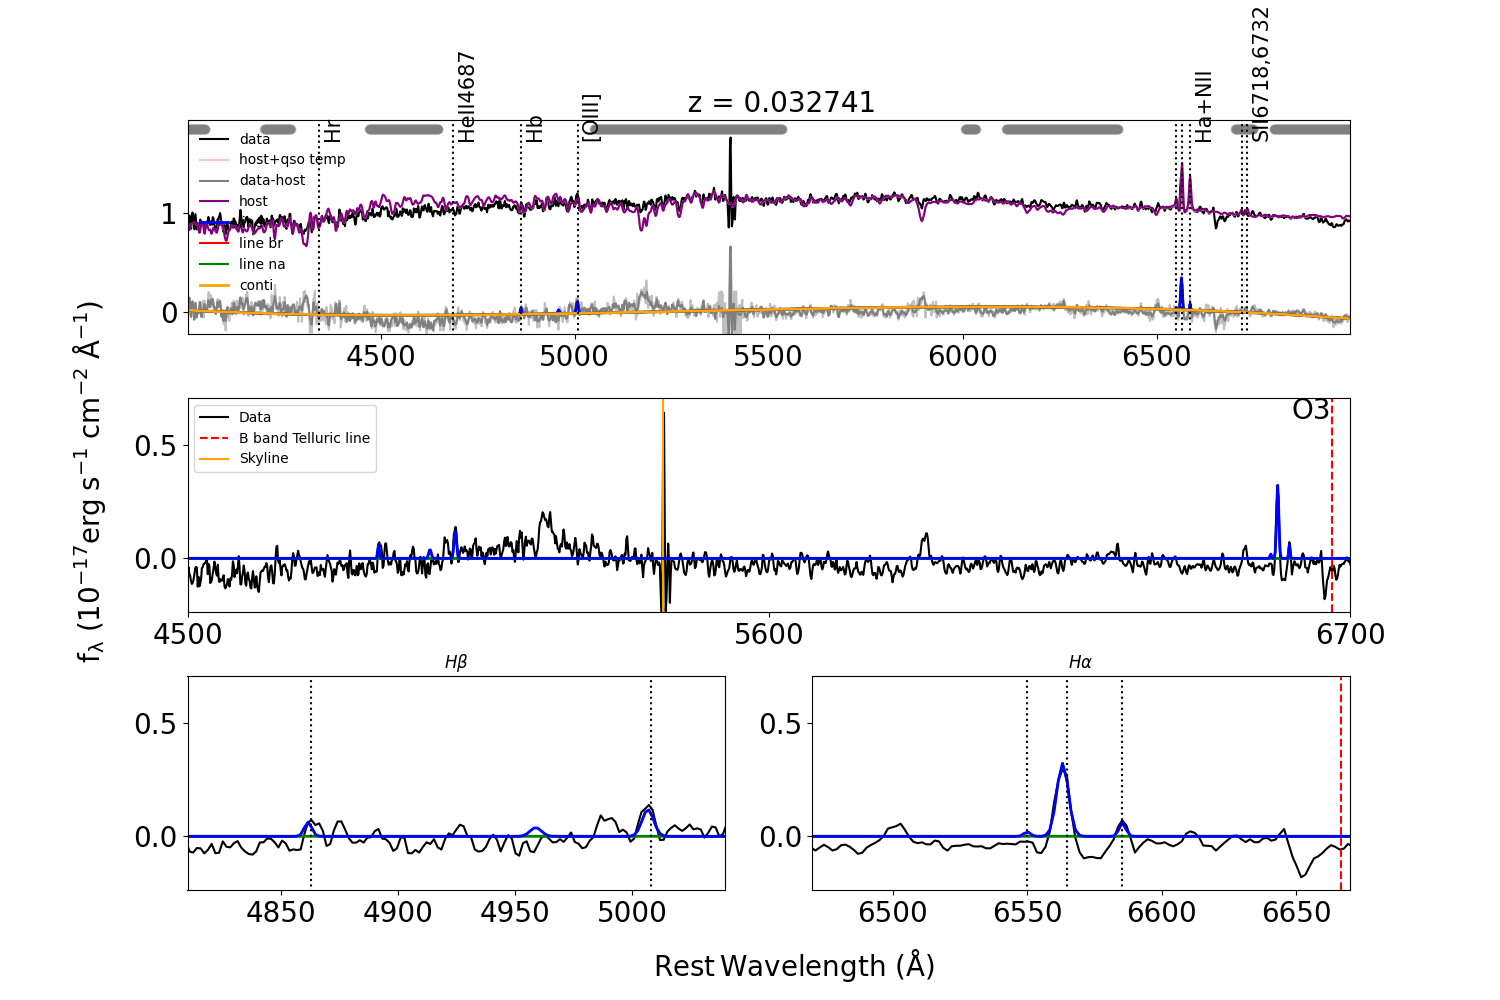 z = 0.032741
Hr
HeII4687
Hb
[OIII]
Ha+NII
SII6718,6732
data
host+qso temp
data-host
host
line br
line na
conti
1
0
4500 5000 5500 6000 6500
f_λ (10^{-17}erg s^{-1} cm^{-2} Å^{-1})
Data
B band Telluric line
Skyline
O3
0.5
0.0
4500 5600 6700
Hβ
0.5
0.0
4850 4900 4950 5000
Hα
0.5
0.0
6500 6550 6600 6650
Rest Wavelength (Å)